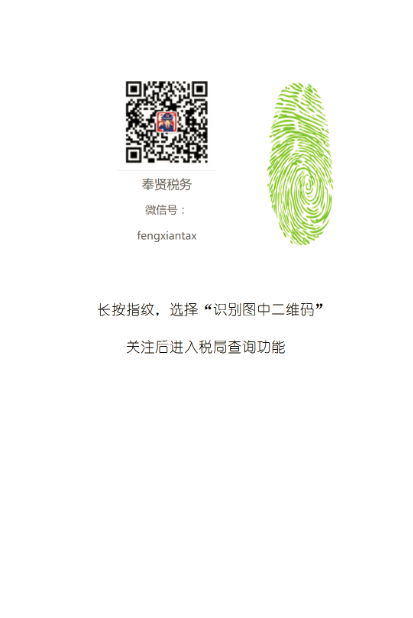 奉贤税务
微信号：
fengxiantax
长按指纹，选择“识别图中二维码”
关注后进入税局查询功能